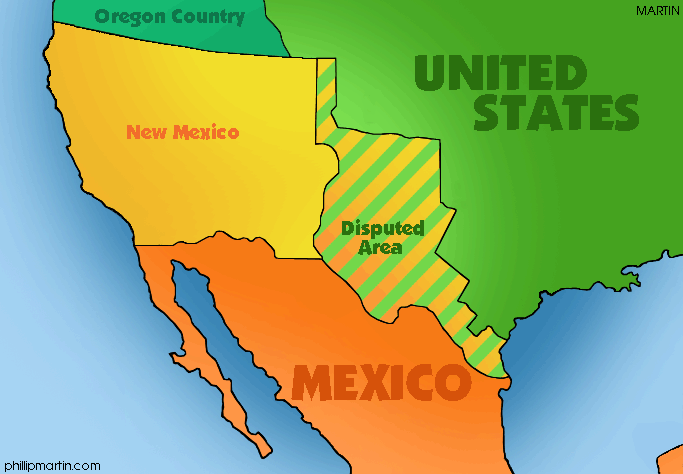 Oregon Country
MARTIN
UNITED
STATES
New Mexico
Disputed
Area
MEXICO
phillipmartin.com